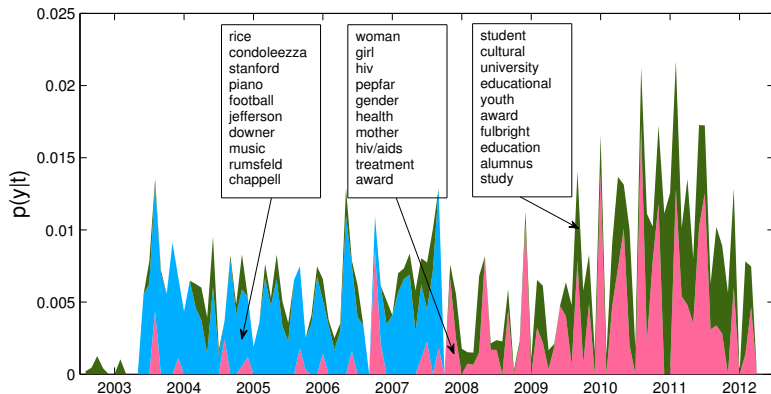 0.025
0.02
0.015
0.01
0.005
0
p(y|t)
rice
condoleezza
stanford
piano
football
jefferson
downer
music
rumsfeld
chappell
woman
girl
hiv
pepfar
gender
health
mother
hiv/aids
treatment
award
student
cultural
university
educational
youth
award
fulbright
education
alumnus
study
2003 2004 2005 2006 2007 2008 2009 2010 2011 2012